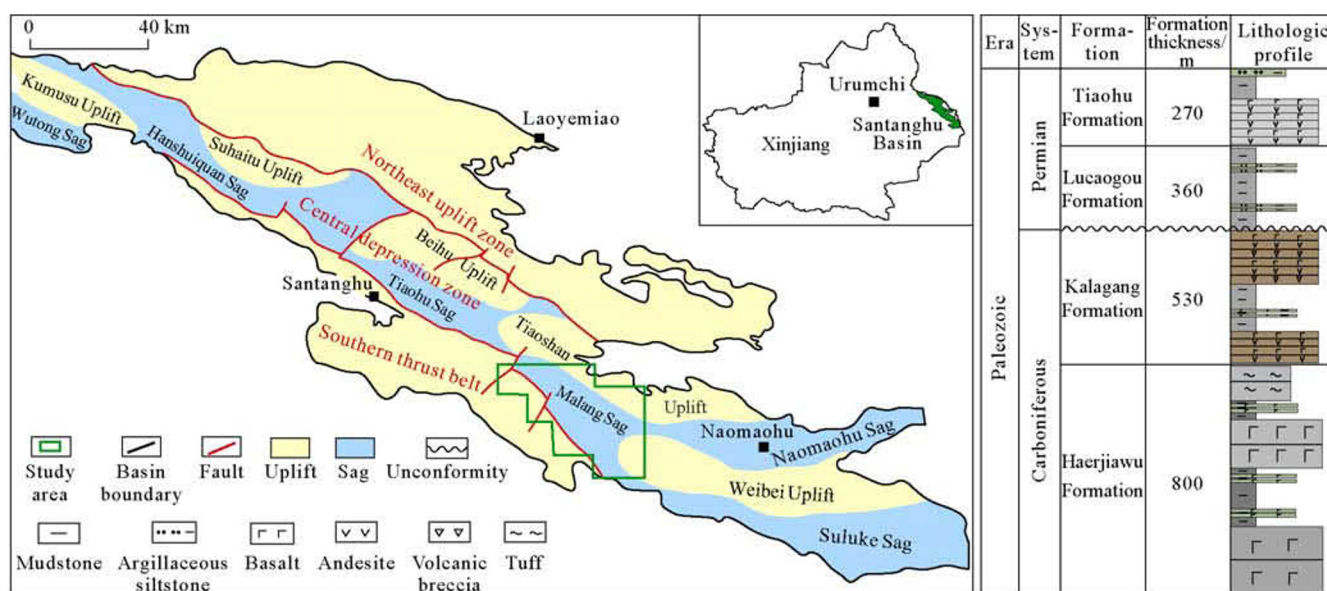 0 40 km
Kumusu Uplift
Wutong Sag
Hanshuiquan Sag
Suhaitu Uplift
Laoyemiao
Northeast uplift zone
Central depression zone
Beihu Uplift
Santanghu
Tiaohu Sag
Tiaoshan
Southern thrust belt
Malang Sag
Uplift
Naomaohu
Naomaohu Sag
Weibei Uplift
Suluke Sag
Urumchi
Xinjiang
Santanghu
Basin
Study
area
Basin
boundary
Fault
Uplift
Sag
Unconformity
Mudstone
Argillaceous
siltstone
Basalt
Andesite
Volcanic
breccia
Tuff
Era
Sys-
tem
Forma-
tion
Formation
thickness/
m
Lithologic
profile
Paleozoic
Permian
Tiaohu
Formation
270
Lucaogou
Formation
360
Carboniferous
Kalagang
Formation
530
Haerjiawu
Formation
800